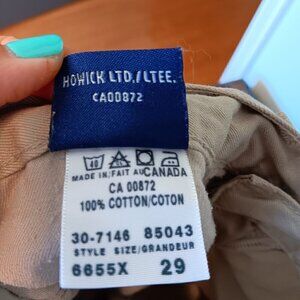 HOWICK LTD./LTEE.
CA00872
40
MADE IN/FAIT AU CANADA
CA 00872
100% COTTON/COTON
30-7146 85043
STYLE SIZE/GRANDEUR
6655X 29